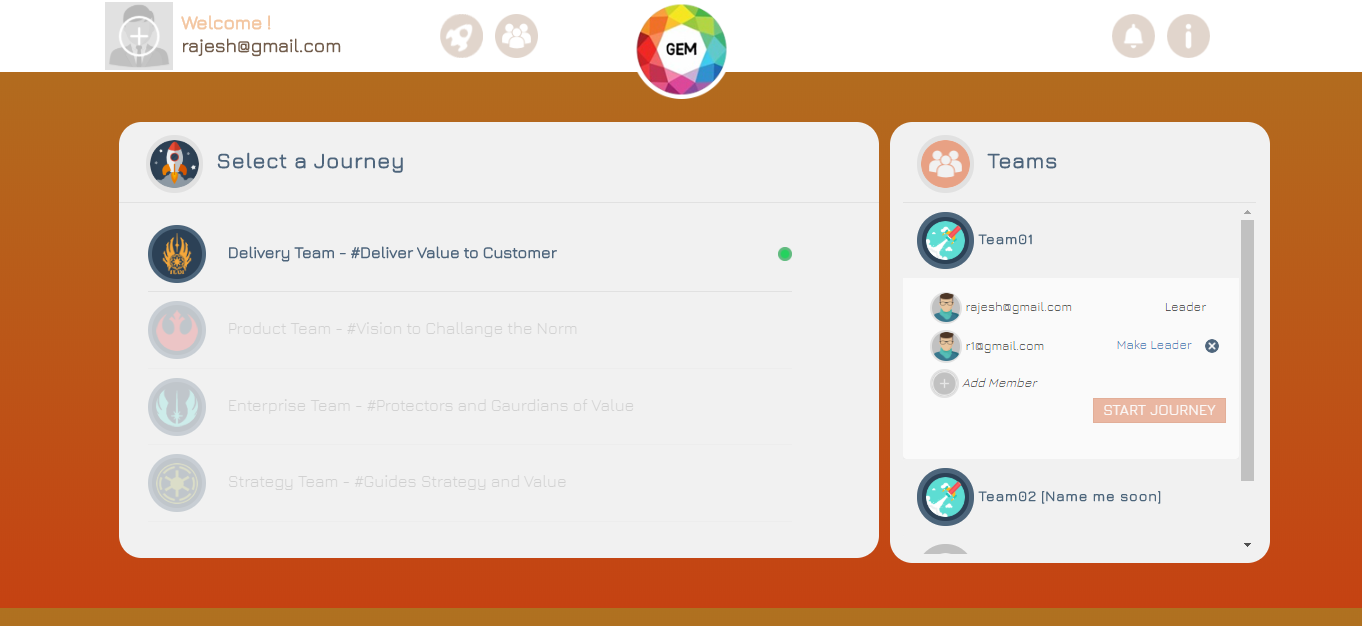 Welcome !
rajesh@gmail.com
GEM
Select a Journey
Delivery Team - #Deliver Value to Customer
Product Team - #Vision to Challange the Norm
Enterprise Team - #Protectors and Gaurdians of Value
Strategy Team - #Guides Strategy and Value
Teams
Team01
rajesh@gmail.com Leader
r1@gmail.com Make Leader
Add Member
START JOURNEY
Team02 [Name me soon]